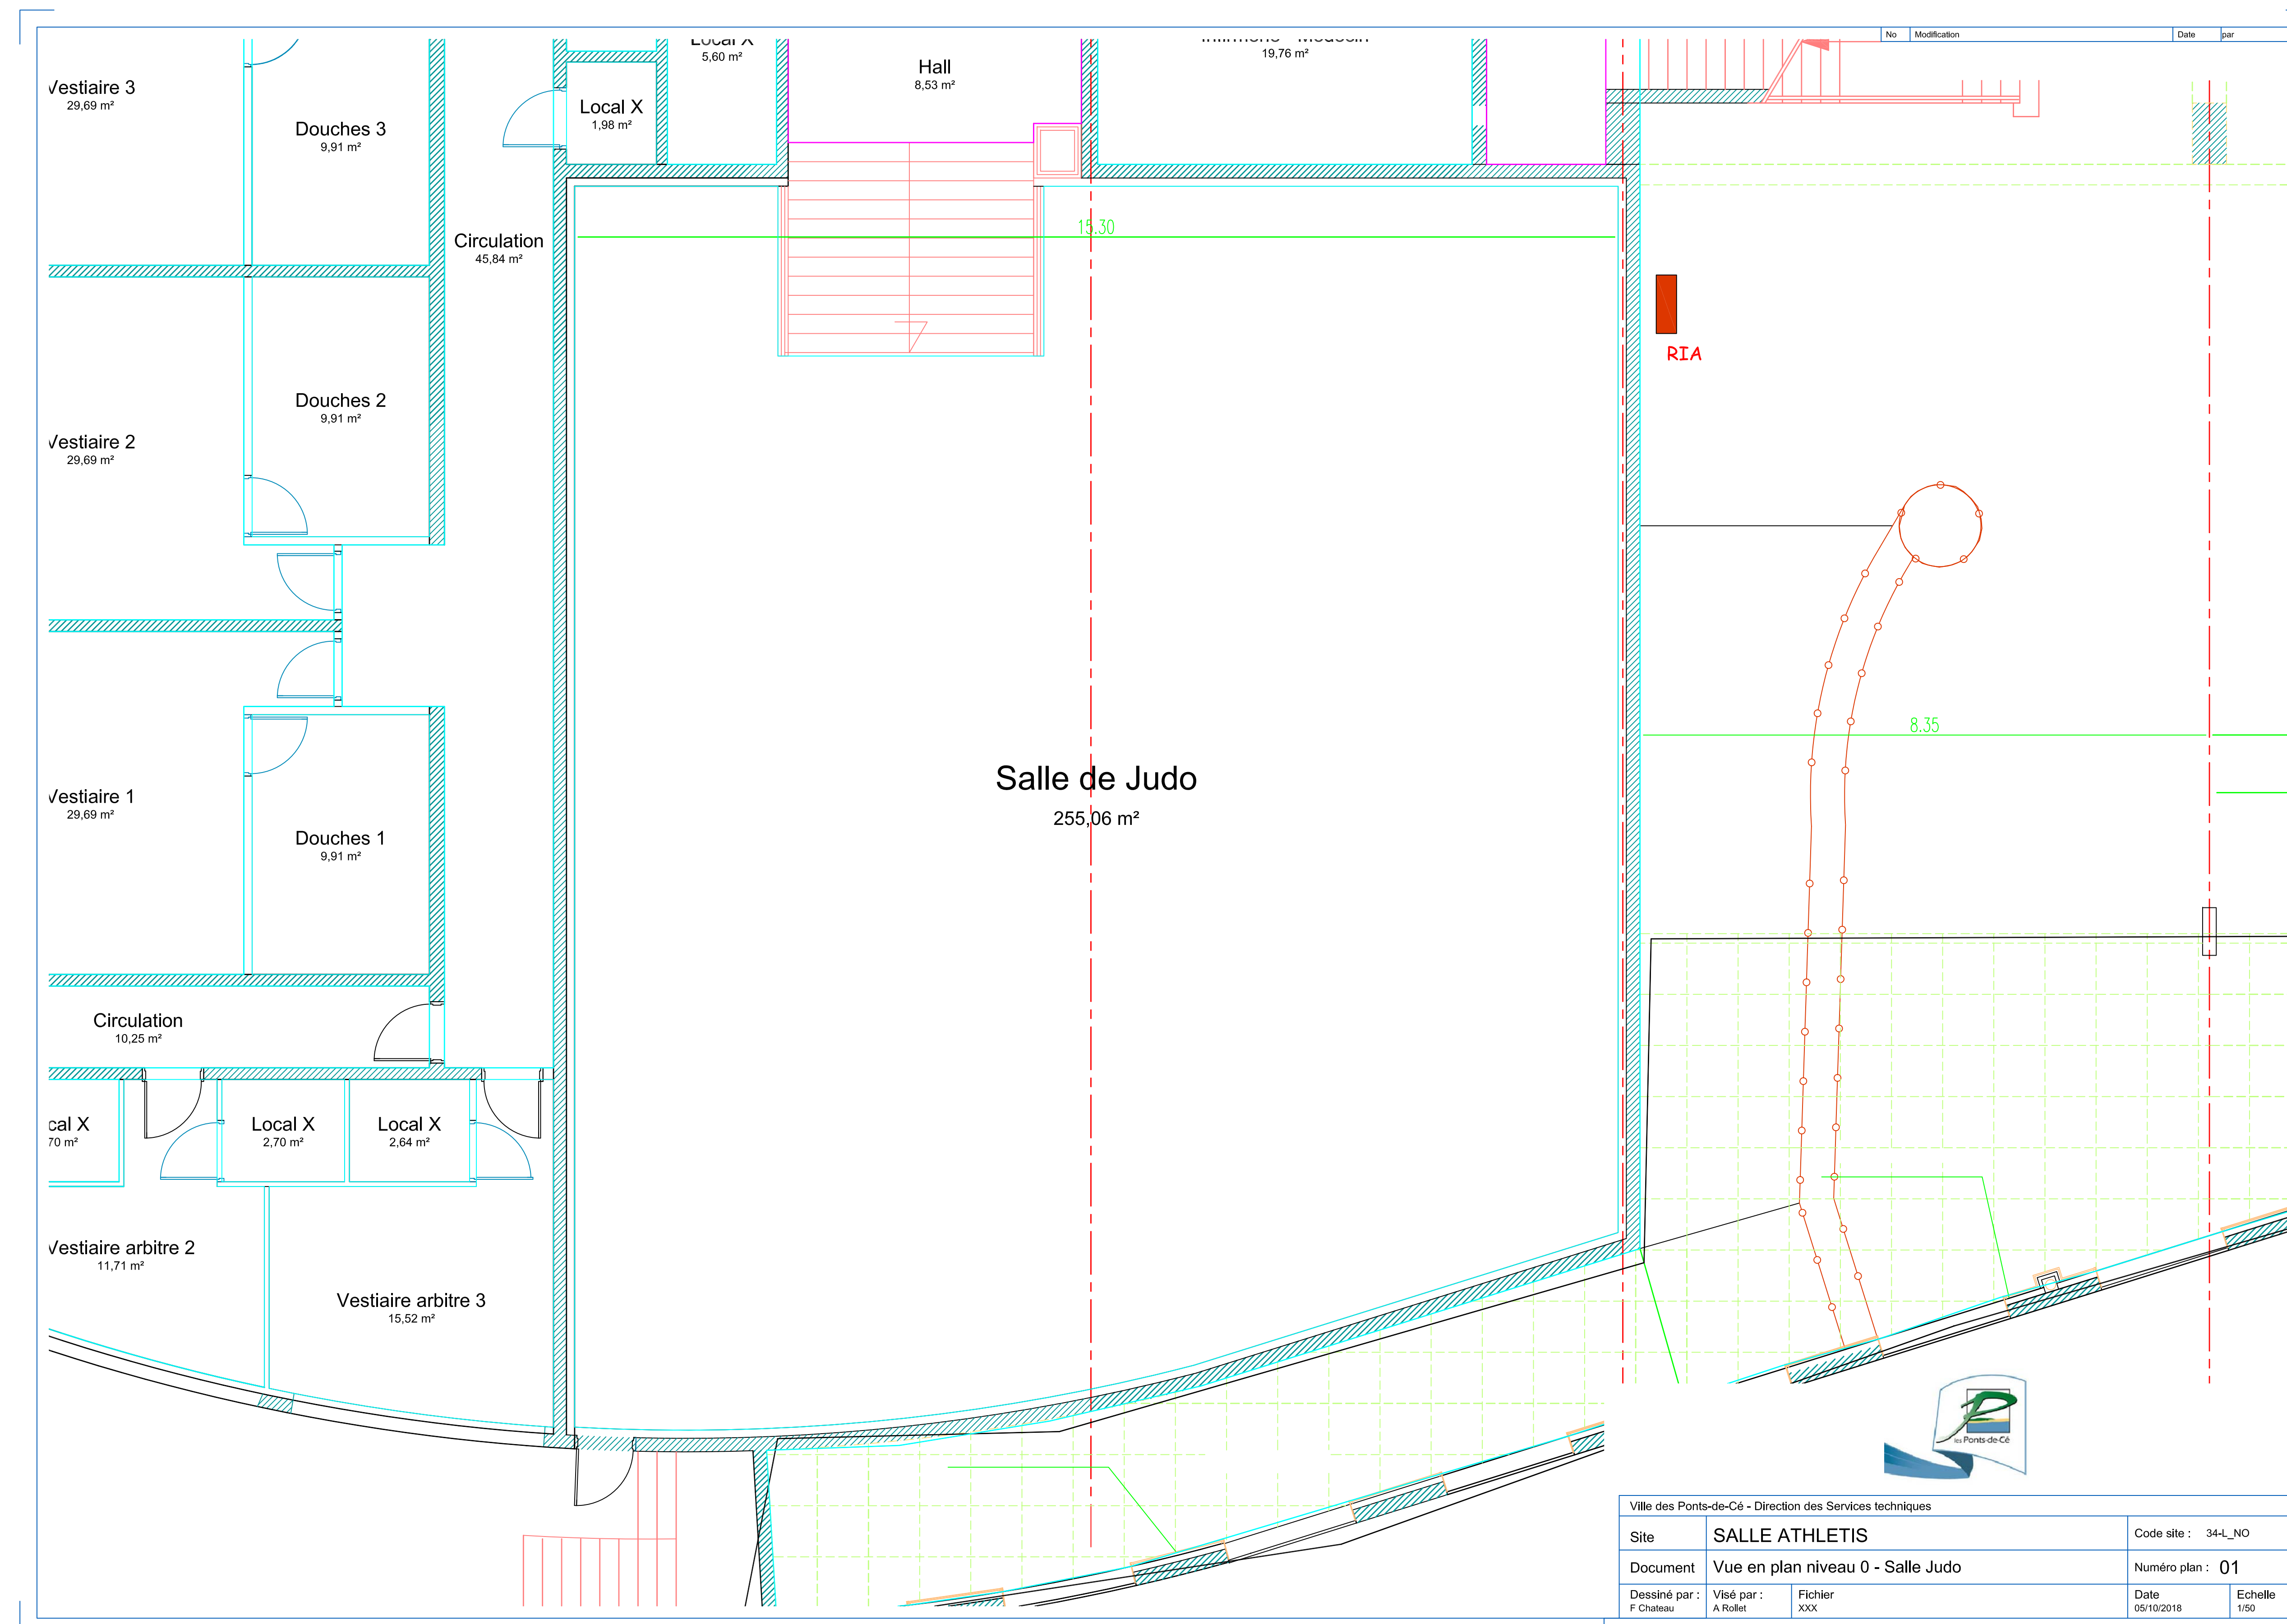 No Modification Date par
Local X
5,60 m²
Hall
8,53 m²
19,76 m²
Vestiaire 3
29,69 m²
Local X
1,98 m²
Douches 3
9,91 m²
15.30
Circulation
45,84 m²
RIA
Douches 2
9,91 m²
Vestiaire 2
29,69 m²
8.35
Salle de Judo
255,06 m²
Vestiaire 1
29,69 m²
Douches 1
9,91 m²
Circulation
10,25 m²
cal X
70 m²
Local X
2,70 m²
Local X
2,64 m²
Vestiaire arbitre 2
11,71 m²
Vestiaire arbitre 3
15,52 m²
les Ponts-de-Cé
Ville des Ponts-de-Cé - Direction des Services techniques
Site SALLE ATHLETIS Code site : 34-L_NO
Document Vue en plan niveau 0 - Salle Judo Numéro plan : 01
Dessiné par : Visé par : Fichier Date Echelle
F Chateau A Rollet XXX 05/10/2018 1/50